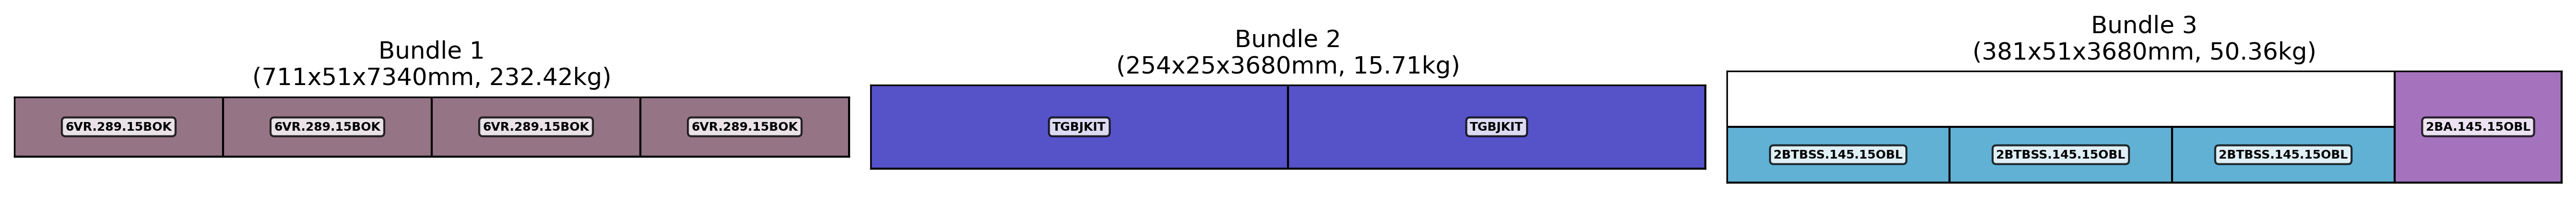 Bundle 1
(711x51x7340mm, 232.42kg)
6VR.289.15BOK 6VR.289.15BOK 6VR.289.15BOK 6VR.289.15BOK
Bundle 2
(254x25x3680mm, 15.71kg)
TGBJKIT TGBJKIT
Bundle 3
(381x51x3680mm, 50.36kg)
2BA.145.15OBL
2BTBSS.145.15OBL 2BTBSS.145.15OBL 2BTBSS.145.15OBL